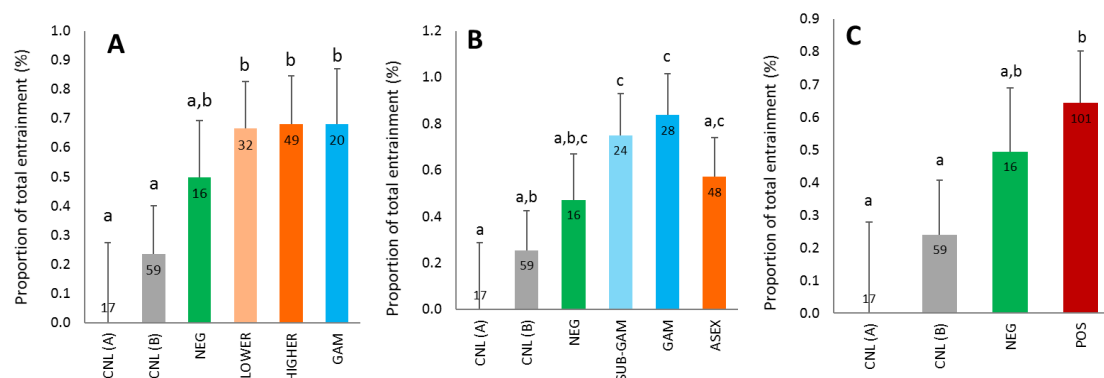 A
Proportion of total entrainment (%)
1.0
0.9
0.8
0.7
0.6
0.5
0.4
0.3
0.2
0.1
0.0
a
a
a,b
b
b
b
17
59
16
32
49
20
CNL (A)
CNL (B)
NEG
LOWER
HIGHER
GAM
B
Proportion of total entrainment (%)
1.2
1.0
0.8
0.6
0.4
0.2
0.0
a
a,b
a,b,c
c
c
a,c
17
59
16
24
28
48
CNL (A)
CNL (B)
NEG
SUB-GAM
GAM
ASEX
C
Proportion of total entrainment (%)
0.9
0.8
0.7
0.6
0.5
0.4
0.3
0.2
0.1
0.0
a
a
a,b
b
17
59
16
101
CNL (A)
CNL (B)
NEG
POS